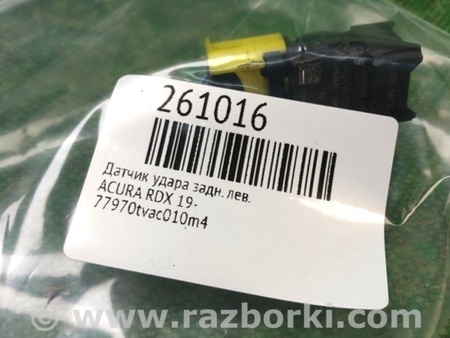 261016
Датчик удара задн. лев.
ACURA RDX 19-
77970tvac010m4
www.razborki.com